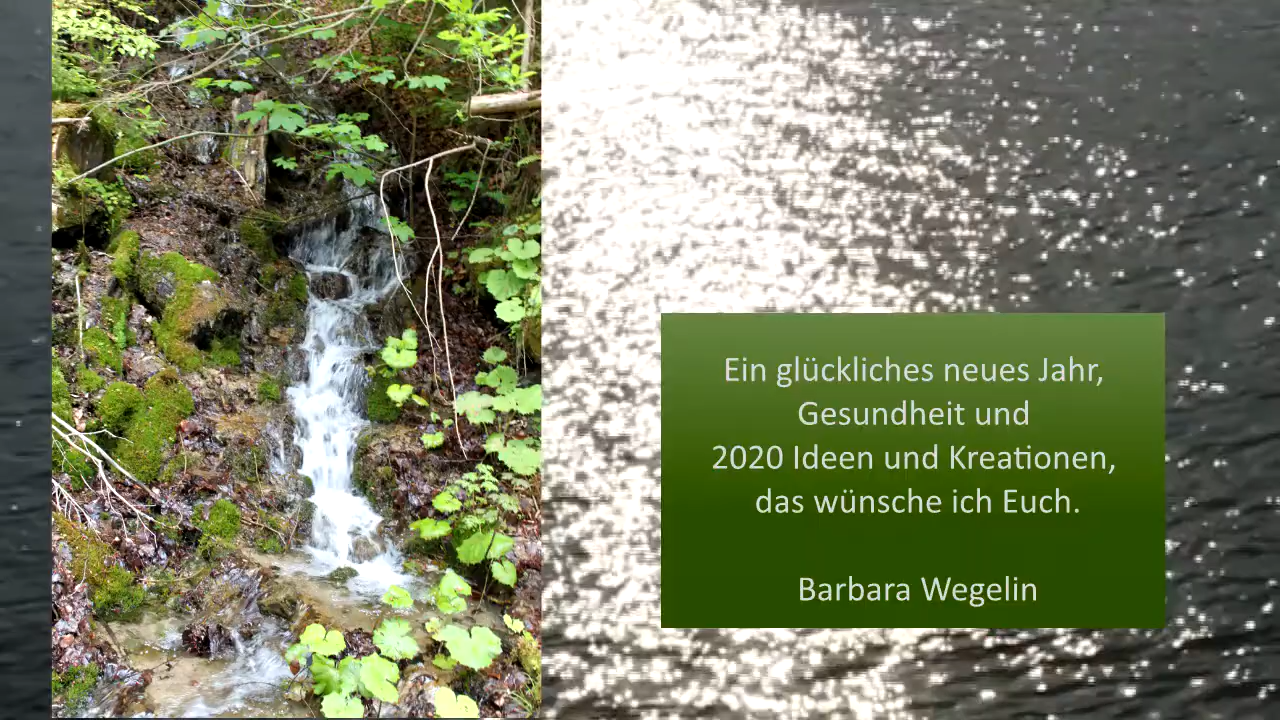 Ein glückliches neues Jahr,
Gesundheit und
2020 Ideen und Kreationen,
das wünsche ich Euch.
Barbara Wegelin